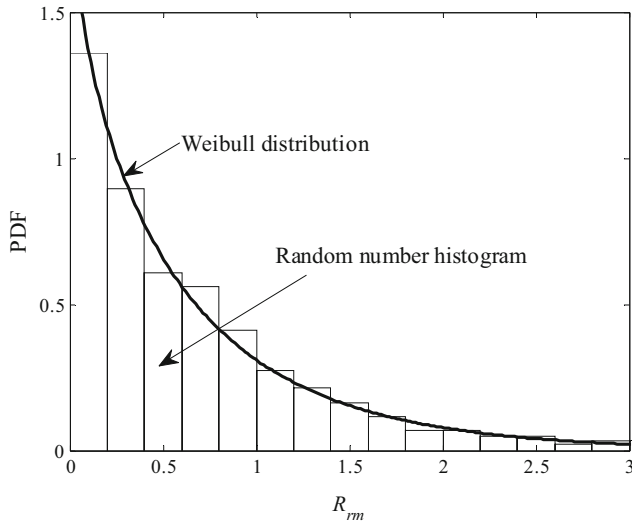 1.5
Weibull distribution
1
PDF
Random number histogram
0.5
0
0 0.5 1 1.5 2 2.5 3
R_rm